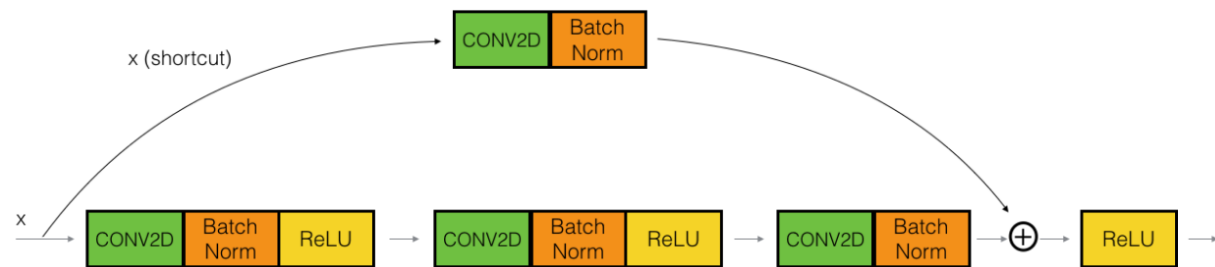 CONV2D
Batch
Norm
x (shortcut)
x
CONV2D
Batch
Norm
ReLU
CONV2D
Batch
Norm
ReLU
CONV2D
Batch
Norm
ReLU